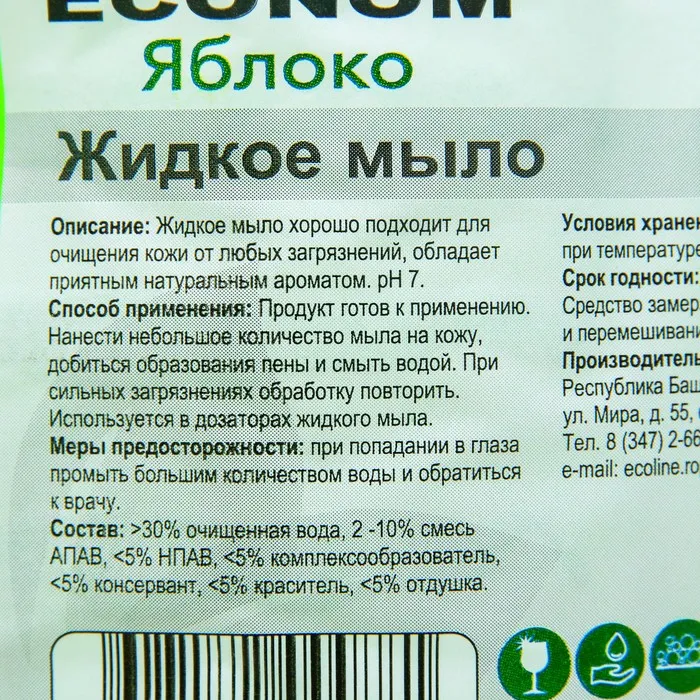 ECONOM
Яблоко
Жидкое мыло
Описание: Жидкое мыло хорошо подходит для
очищения кожи от любых загрязнений, обладает
приятным натуральным ароматом. рН 7.
Способ применения: Продукт готов к применению.
Нанести небольшое количество мыла на кожу,
добиться образования пены и смыть водой. При
сильных загрязнениях обработку повторить.
Используется в дозаторах жидкого мыла.
Меры предосторожности: при попадании в глаза
промыть большим количеством воды и обратиться
к врачу.
Состав: >30% очищенная вода, 2 -10% смесь
АПАВ, <5% НПАВ, <5% комплексообразователь,
<5% консервант, <5% краситель, <5% отдушка.
Условия хранен
при температуре
Срок годности:
Средство замер
и перемешивани
Производитель
Республика Баш
ул. Мира, д. 55,
Тел. 8 (347) 2-66
e-mail: ecoline.ro